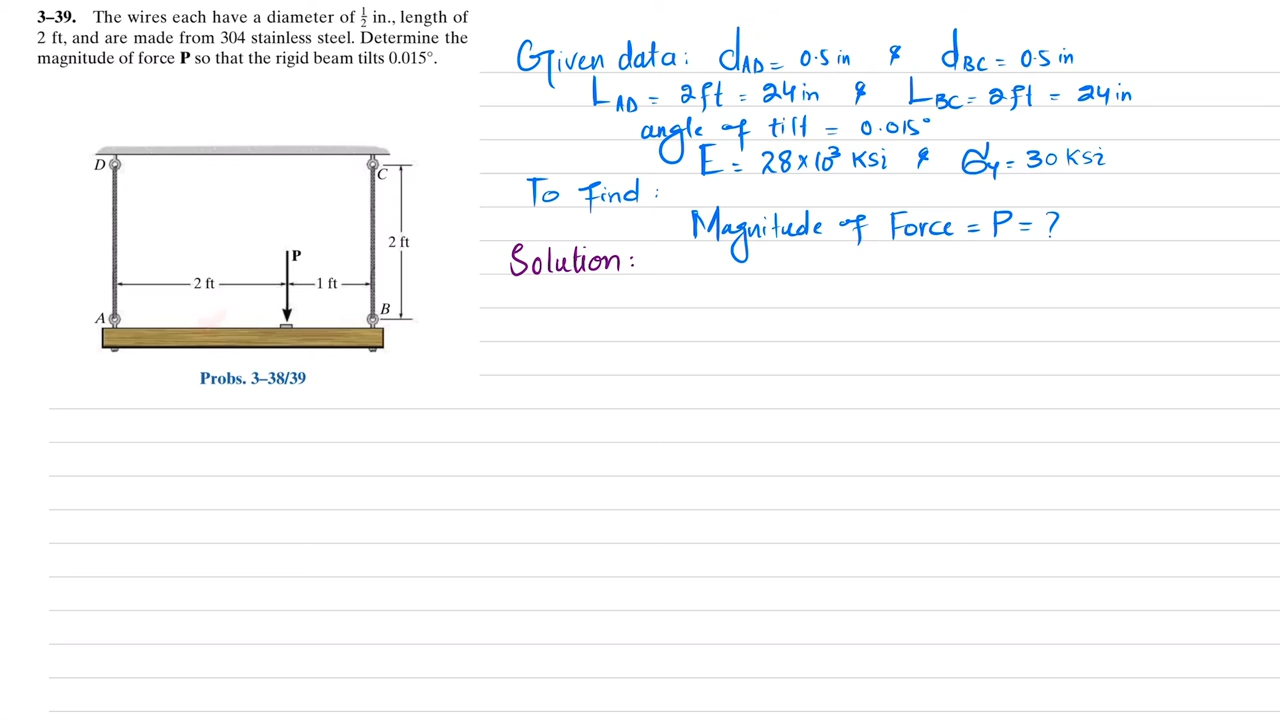 3–39. The wires each have a diameter of 1/2 in., length of
2 ft, and are made from 304 stainless steel. Determine the
magnitude of force P so that the rigid beam tilts 0.015°.
D
C
P
2 ft
2 ft
1 ft
A
B
Probs. 3–38/39
Given data: dAD = 0.5 in & dBC = 0.5 in
LAD = 2ft = 24 in & LBC = 2ft = 24 in
angle of tilt = 0.015°
E = 28×10³ Ksi & σy = 30 Ksi
To Find :
Magnitude of Force = P = ?
Solution: